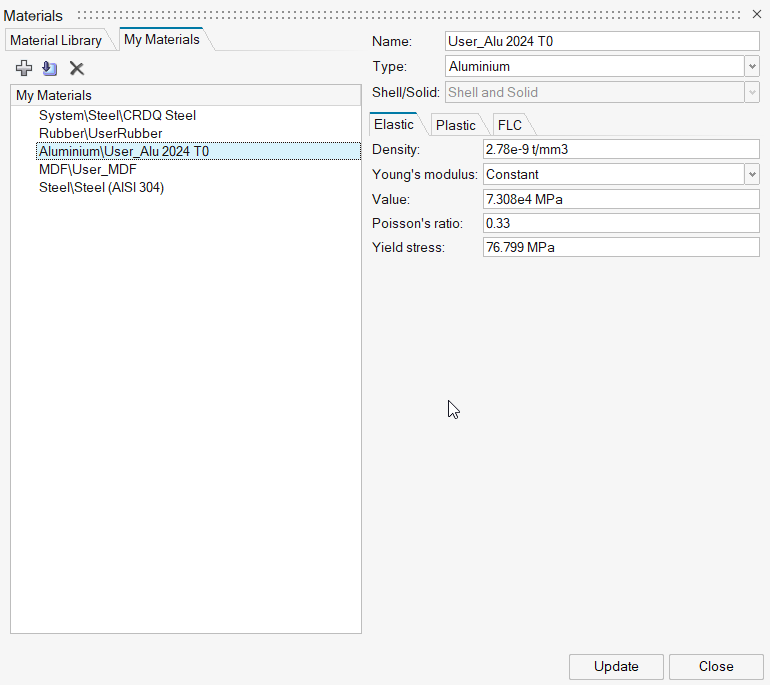 Materials
Material Library
My Materials
My Materials
System\Steel\CRDQ Steel
Rubber\UserRubber
Aluminium\User_Alu 2024 T0
MDF\User_MDF
Steel\Steel (AISI 304)
Name: User_Alu 2024 T0
Type: Aluminium
Shell/Solid: Shell and Solid
Elastic
Plastic
FLC
Density: 2.78e-9 t/mm3
Young's modulus: Constant
Value: 7.308e4 MPa
Poisson's ratio: 0.33
Yield stress: 76.799 MPa
Update
Close